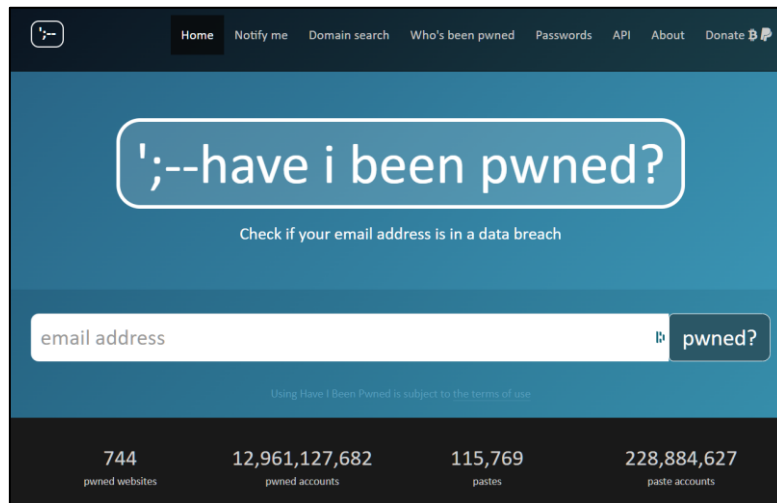 ';--
Home Notify me Domain search Who's been pwned Passwords API About Donate
';--have i been pwned?
Check if your email address is in a data breach
email address pwned?
Using Have I Been Pwned is subject to the terms of use
744 12,961,127,682 115,769 228,884,627
pwned websites pwned accounts pastes paste accounts